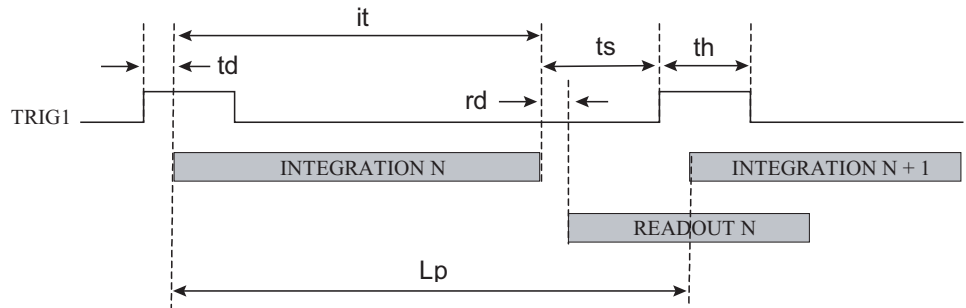 it
ts
th
td
rd
TRIG1
INTEGRATION N
INTEGRATION N + 1
READOUT N
Lp